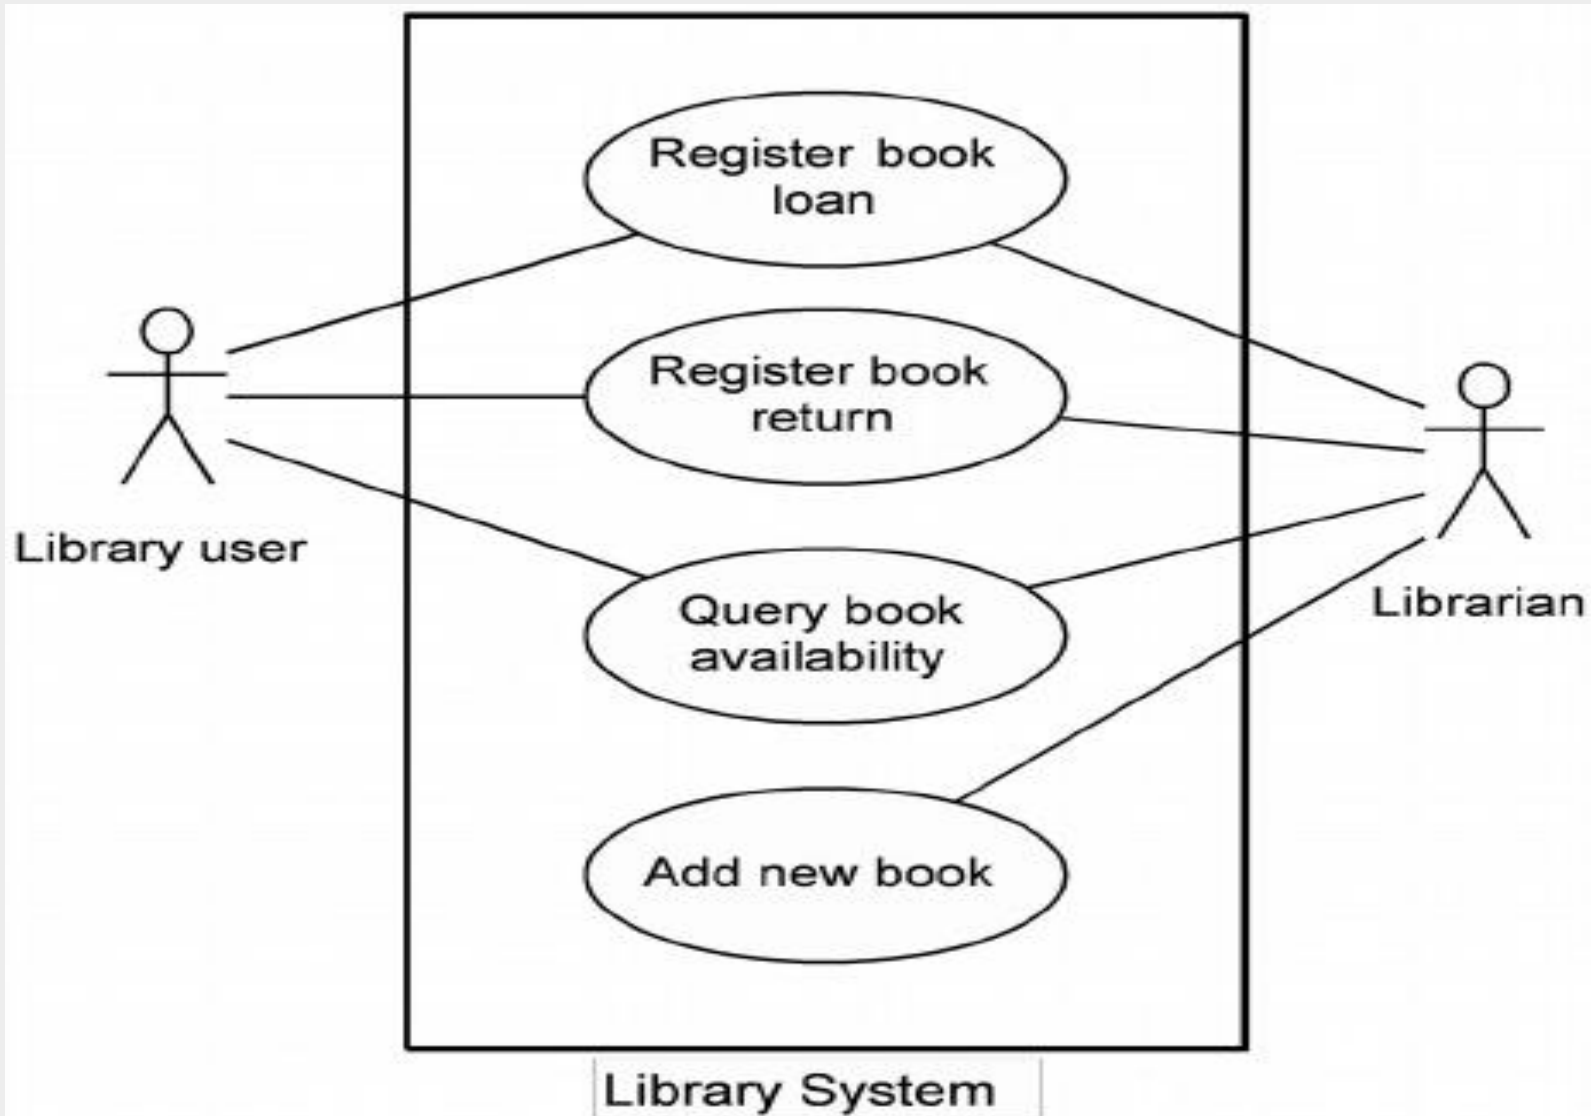 Register book
loan
Register book
return
Library user
Query book
availability
Librarian
Add new book
Library System